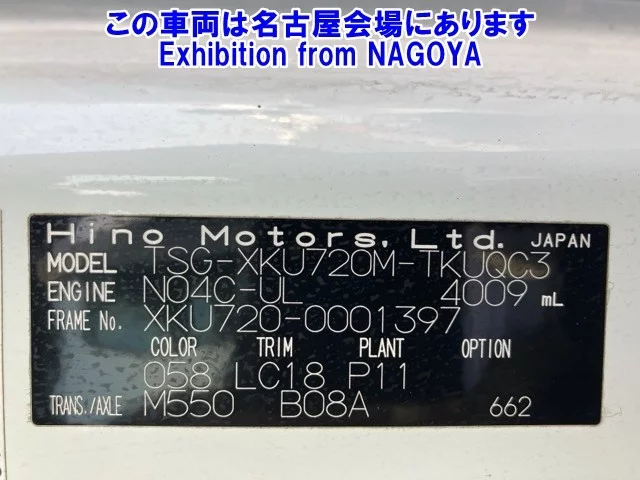 この車両は名古屋会場にあります
Exhibition from NAGOYA
Hino Motors, Ltd. JAPAN
MODEL TSG-XKU720M-TKUQC3
ENGINE N04C-UL 4009 mL
FRAME No. XKU720-0001397
COLOR TRIM PLANT OPTION
058 LC18 P11
TRANS./AXLE M550 B08A 662